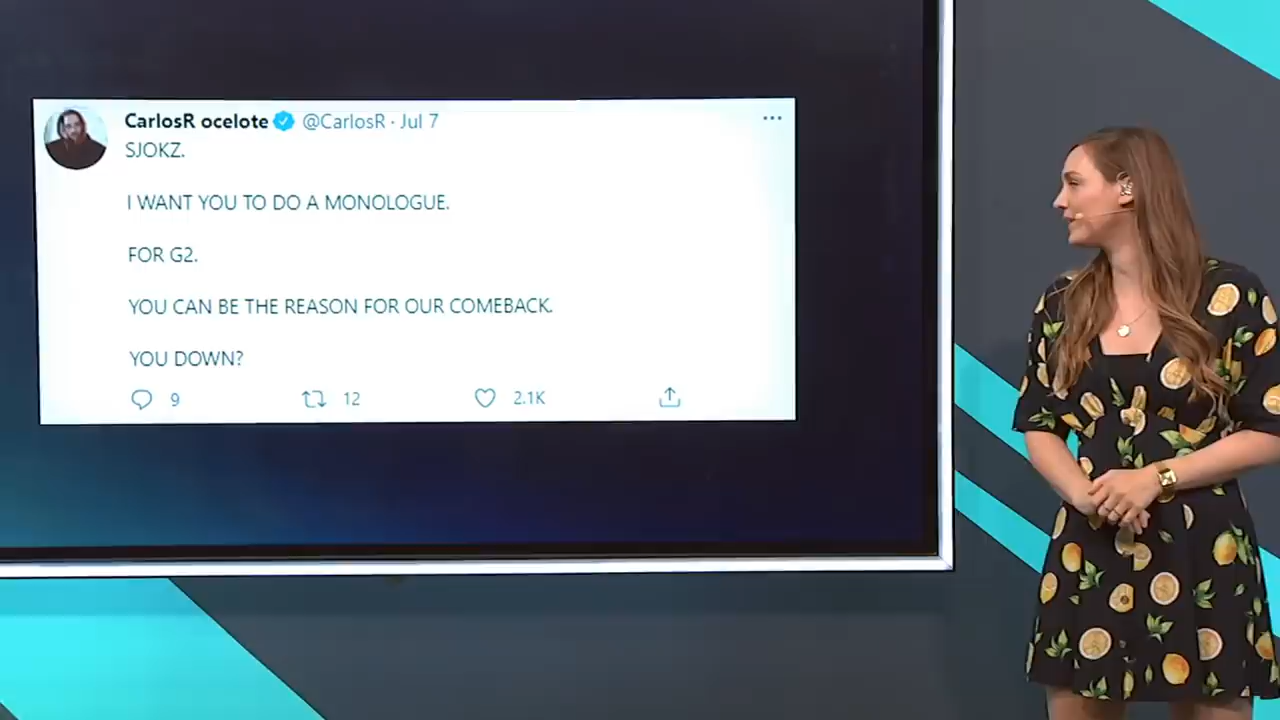 CarlosR ocelote @CarlosR · Jul 7
SJOKZ.
I WANT YOU TO DO A MONOLOGUE.
FOR G2.
YOU CAN BE THE REASON FOR OUR COMEBACK.
YOU DOWN?
9 12 2.1K